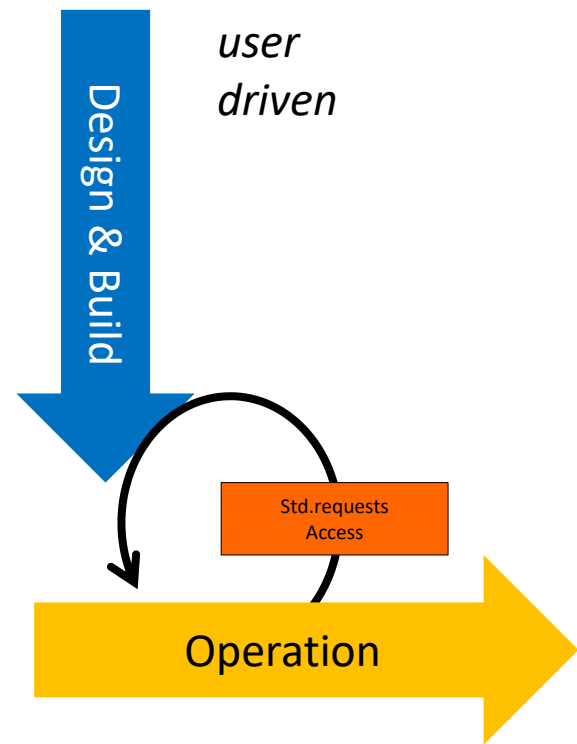 user
driven
Design & Build
Std.requests
Access
Operation